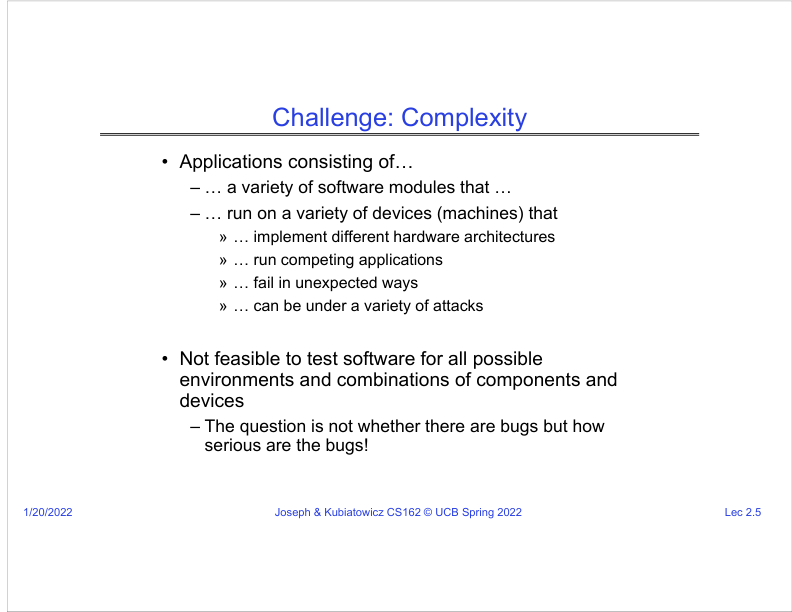 Challenge: Complexity
• Applications consisting of…
– … a variety of software modules that …
– … run on a variety of devices (machines) that
» … implement different hardware architectures
» … run competing applications
» … fail in unexpected ways
» … can be under a variety of attacks
• Not feasible to test software for all possible
environments and combinations of components and
devices
– The question is not whether there are bugs but how
serious are the bugs!
1/20/2022
Joseph & Kubiatowicz CS162 © UCB Spring 2022
Lec 2.5